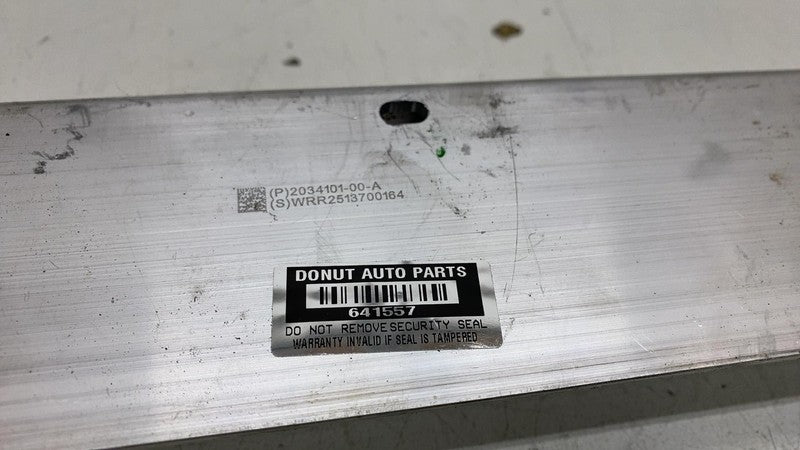 (P)2034101-00-A
(S)WRR2513700164
DONUT AUTO PARTS
641557
DO NOT REMOVE SECURITY SEAL
WARRANTY INVALID IF SEAL IS TAMPERED